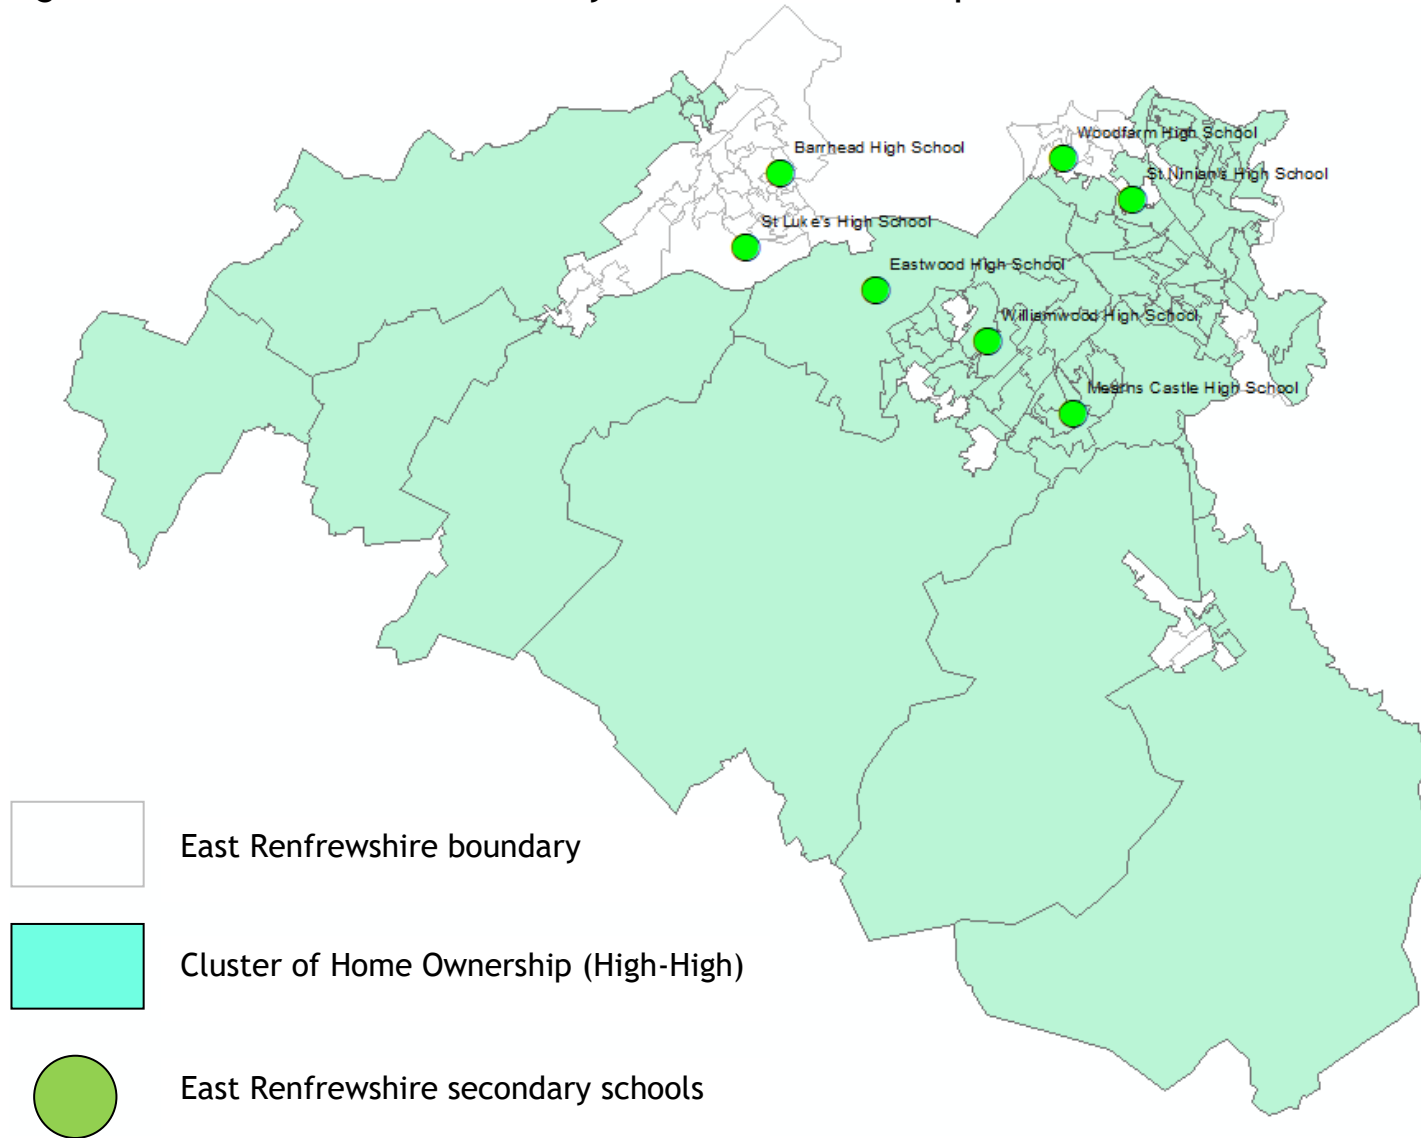 Woodfarm High School
Barrhead High School
St Ninian's High School
St Luke's High School
Eastwood High School
Williamwood High School
Mearns Castle High School
East Renfrewshire boundary
Cluster of Home Ownership (High-High)
East Renfrewshire secondary schools